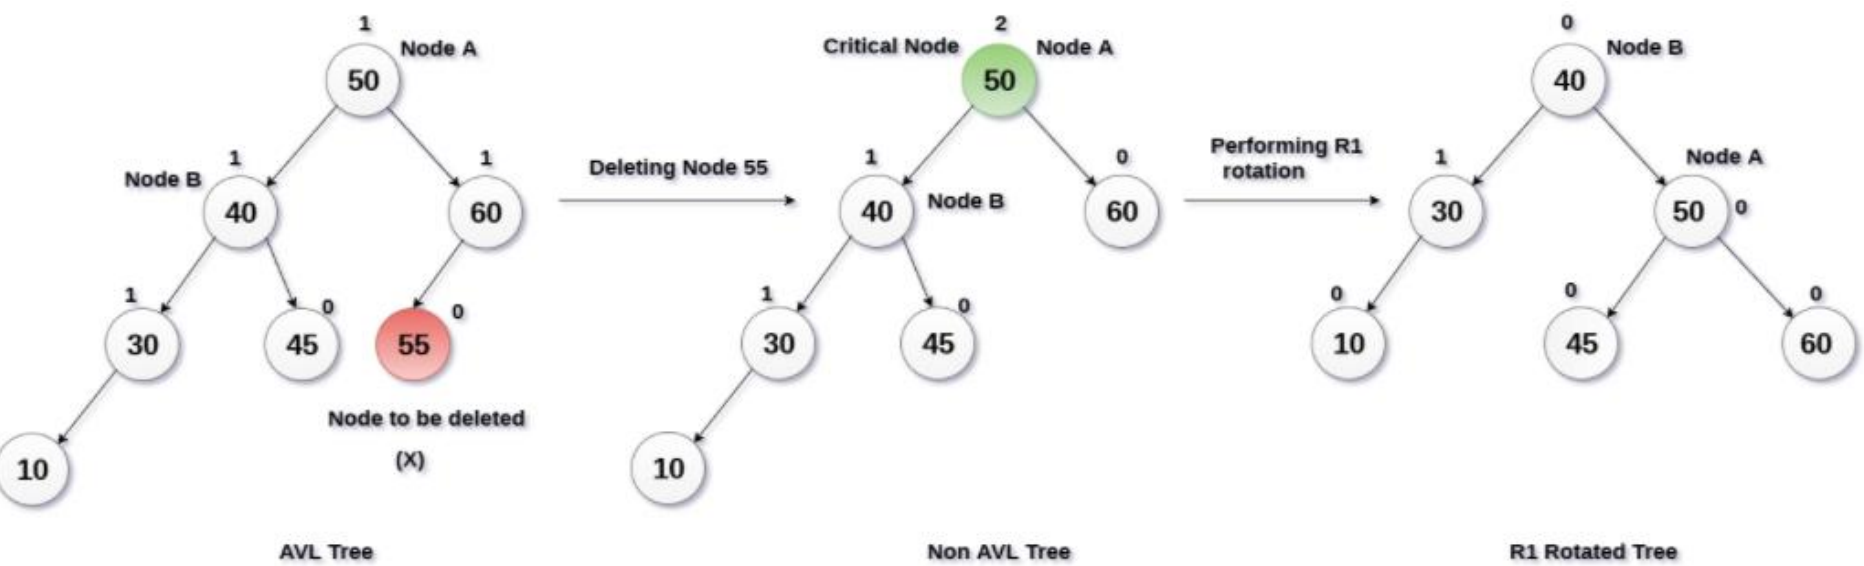 1
Node A
50
1
Node B
40
1
60
1
30
0
45
0
55
Node to be deleted
(X)
10
AVL Tree
Deleting Node 55
2
Critical Node
Node A
50
1
40
Node B
0
60
1
30
0
45
10
Non AVL Tree
Performing R1
rotation
0
Node B
40
1
30
Node A
50
0
0
10
0
45
0
60
R1 Rotated Tree